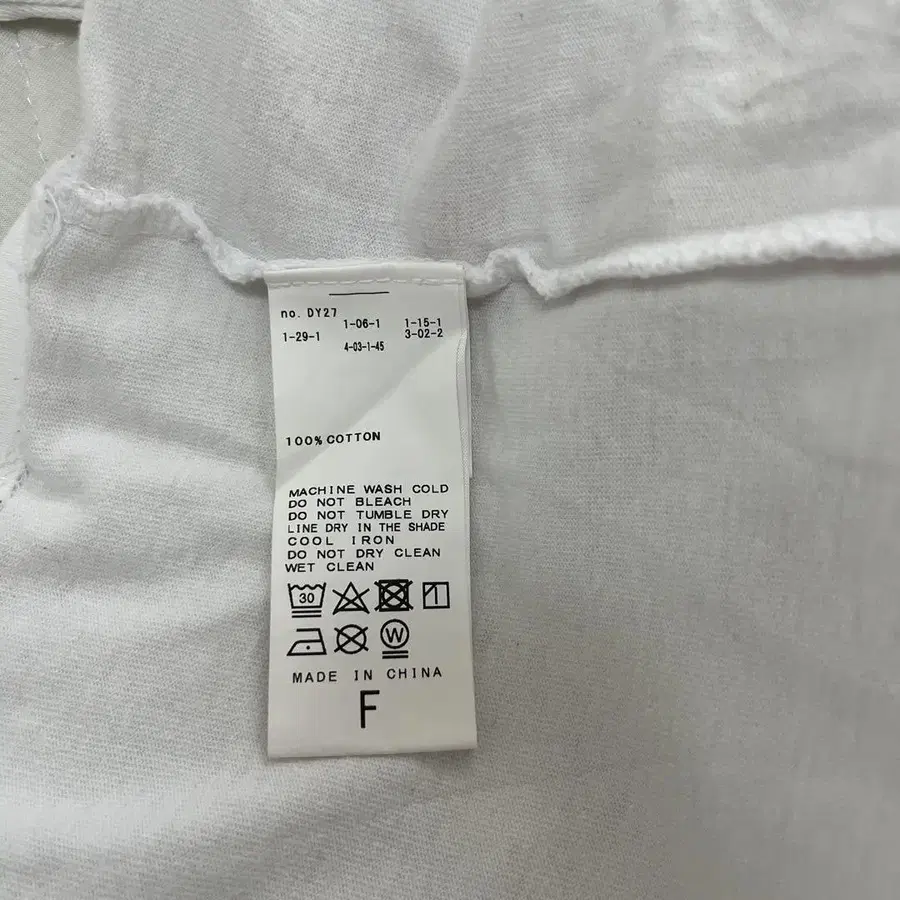 no. DY27
1-06-1 1-15-1
1-29-1 3-02-2
4-03-1-45
100% COTTON
MACHINE WASH COLD
DO NOT BLEACH
DO NOT TUMBLE DRY
LINE DRY IN THE SHADE
COOL IRON
DO NOT DRY CLEAN
WET CLEAN
30
W
MADE IN CHINA
F